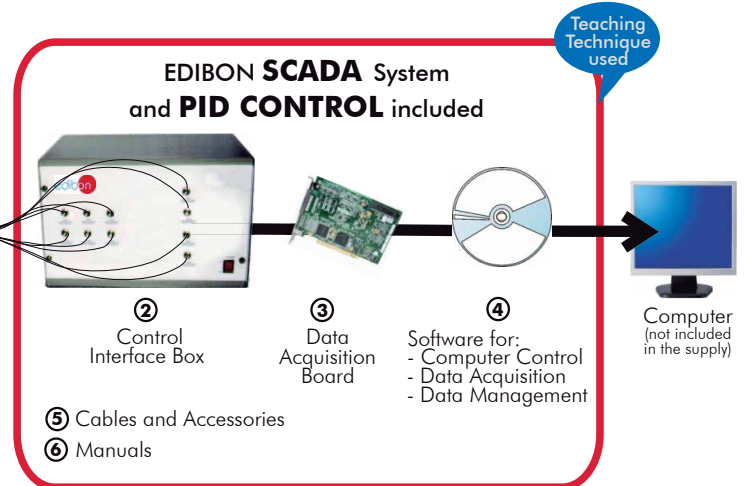 Teaching
Technique
used
EDIBON SCADA System
and PID CONTROL included
edibon
2
Control
Interface Box
3
Data
Acquisition
Board
4
Software for:
- Computer Control
- Data Acquisition
- Data Management
Computer
(not included
in the supply)
5 Cables and Accessories
6 Manuals